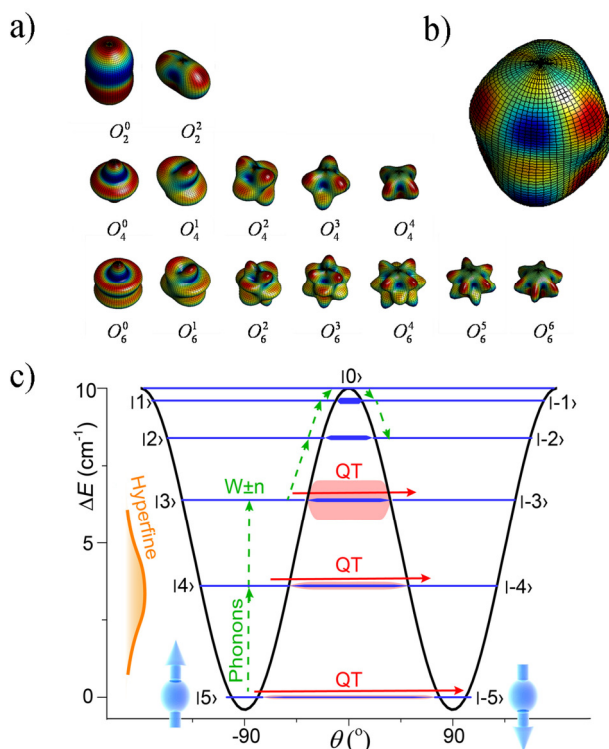 a)
b)
O_2^0 O_2^2
O_4^0 O_4^1 O_4^2 O_4^3 O_4^4
O_6^0 O_6^1 O_6^2 O_6^3 O_6^4 O_6^5 O_6^6
c)
|0>
10
|1> |-1>
|2> |-2>
QT
W±n
|3> |-3>
ΔE (cm⁻¹)
Hyperfine
5
QT
|4> |-4>
Phonons
QT
0
|5> |-5>
-90 θ(°) 90